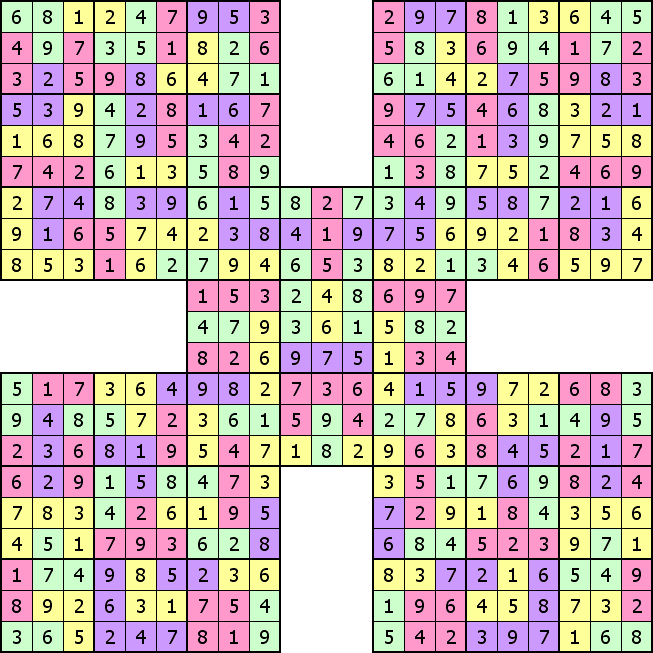 6 8 1 2 4 7 9 5 3 2 9 7 8 1 3 6 4 5
4 9 7 3 5 1 8 2 6 5 8 3 6 9 4 1 7 2
3 2 5 9 8 6 4 7 1 6 1 4 2 7 5 9 8 3
5 3 9 4 2 8 1 6 7 9 7 5 4 6 8 3 2 1
1 6 8 7 9 5 3 4 2 4 6 2 1 3 9 7 5 8
7 4 2 6 1 3 5 8 9 1 3 8 7 5 2 4 6 9
2 7 4 8 3 9 6 1 5 8 2 7 3 4 9 5 8 7 2 1 6
9 1 6 5 7 4 2 3 8 4 1 9 7 5 6 9 2 1 8 3 4
8 5 3 1 6 2 7 9 4 6 5 3 8 2 1 3 4 6 5 9 7
1 5 3 2 4 8 6 9 7
4 7 9 3 6 1 5 8 2
8 2 6 9 7 5 1 3 4
5 1 7 3 6 4 9 8 2 7 3 6 4 1 5 9 7 2 6 8 3
9 4 8 5 7 2 3 6 1 5 9 4 2 7 8 6 3 1 4 9 5
2 3 6 8 1 9 5 4 7 1 8 2 9 6 3 8 4 5 2 1 7
6 2 9 1 5 8 4 7 3 3 5 1 7 6 9 8 2 4
7 8 3 4 2 6 1 9 5 7 2 9 1 8 4 3 5 6
4 5 1 7 9 3 6 2 8 6 8 4 5 2 3 9 7 1
1 7 4 9 8 5 2 3 6 8 3 7 2 1 6 5 4 9
8 9 2 6 3 1 7 5 4 1 9 6 4 5 8 7 3 2
3 6 5 2 4 7 8 1 9 5 4 2 3 9 7 1 6 8